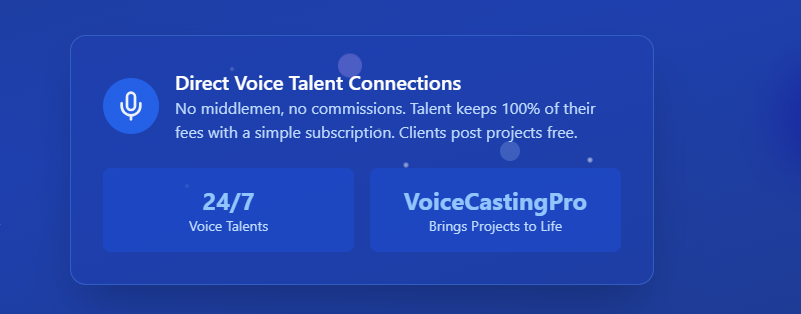 Direct Voice Talent Connections
No middlemen, no commissions. Talent keeps 100% of their
fees with a simple subscription. Clients post projects free.
24/7
Voice Talents
VoiceCastingPro
Brings Projects to Life